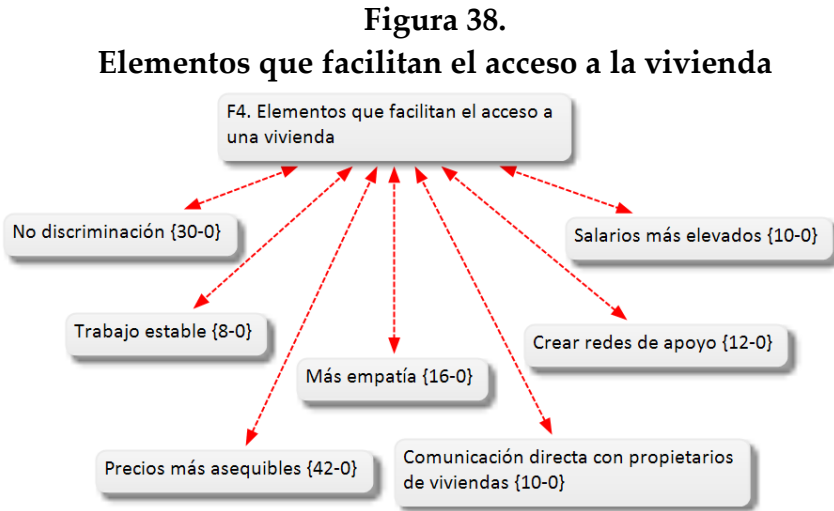 Figura 38.
Elementos que facilitan el acceso a la vivienda
F4. Elementos que facilitan el acceso a
una vivienda
No discriminación {30-0}
Salarios más elevados {10-0}
Trabajo estable {8-0}
Crear redes de apoyo {12-0}
Más empatía {16-0}
Precios más asequibles {42-0}
Comunicación directa con propietarios
de viviendas {10-0}